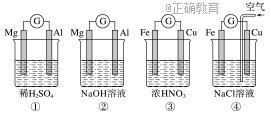 @正确教育
空气
G G G G
Mg Al Mg Al Fe Cu Fe Cu
稀H₂SO₄ NaOH溶液 浓HNO₃ NaCl溶液
① ② ③ ④